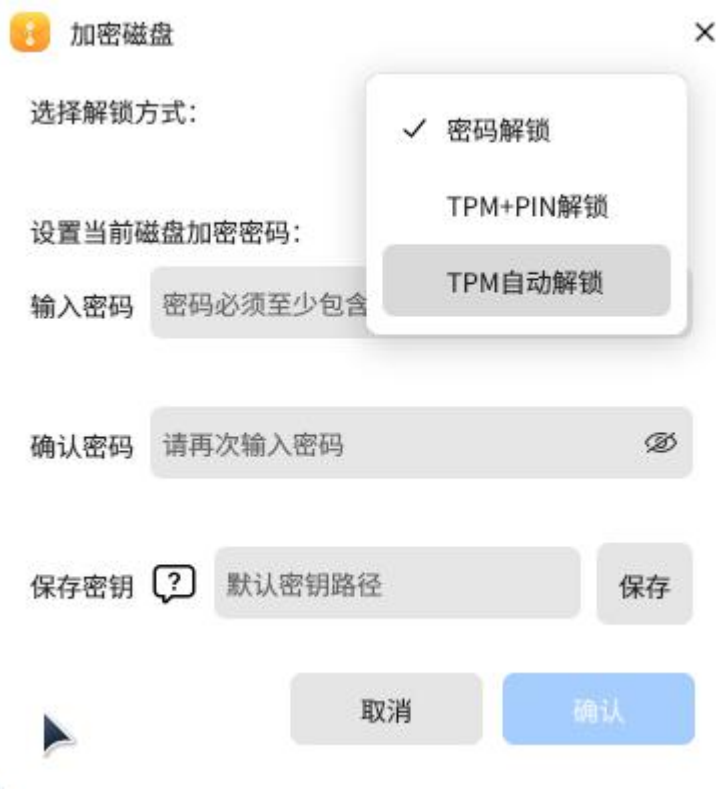 加密磁盘
选择解锁方式：
密码解锁
TPM+PIN解锁
TPM自动解锁
设置当前磁盘加密密码：
输入密码 密码必须至少包含
确认密码 请再次输入密码
保存密钥 ? 默认密钥路径 保存
取消 确认